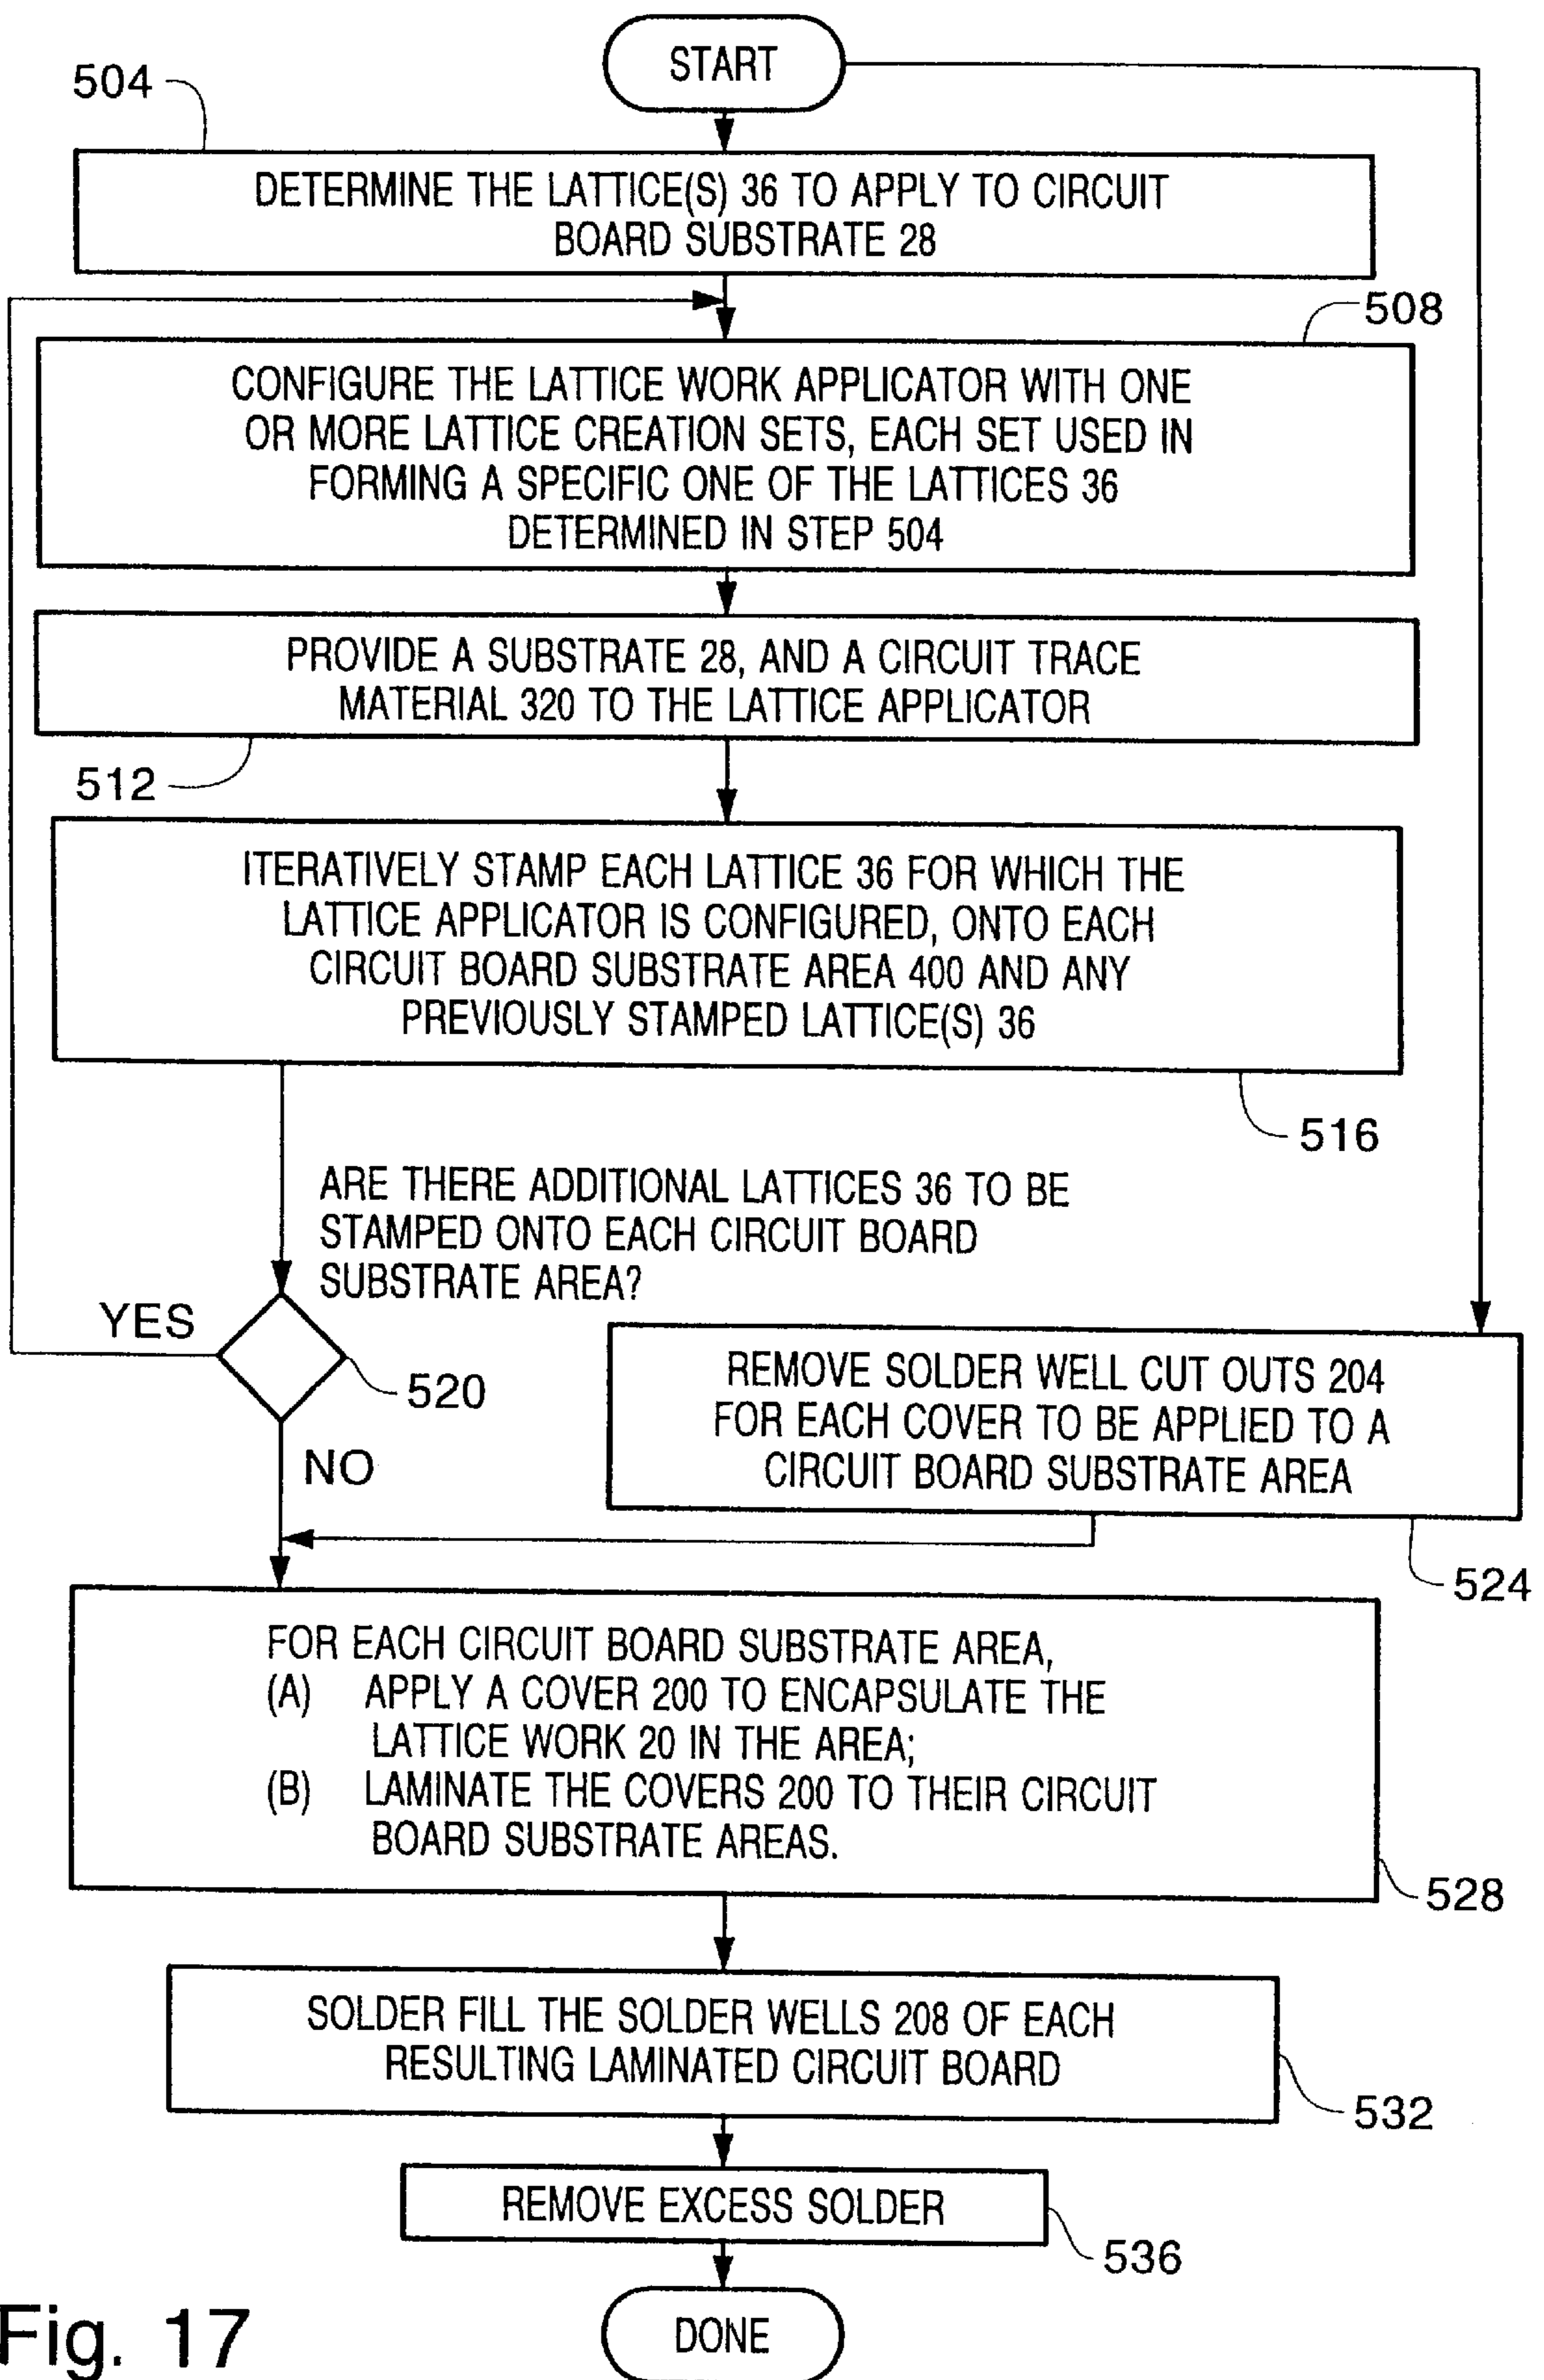 START
504
DETERMINE THE LATTICE(S) 36 TO APPLY TO CIRCUIT
BOARD SUBSTRATE 28
508
CONFIGURE THE LATTICE WORK APPLICATOR WITH ONE
OR MORE LATTICE CREATION SETS, EACH SET USED IN
FORMING A SPECIFIC ONE OF THE LATTICES 36
DETERMINED IN STEP 504
PROVIDE A SUBSTRATE 28, AND A CIRCUIT TRACE
MATERIAL 320 TO THE LATTICE APPLICATOR
512
ITERATIVELY STAMP EACH LATTICE 36 FOR WHICH THE
LATTICE APPLICATOR IS CONFIGURED, ONTO EACH
CIRCUIT BOARD SUBSTRATE AREA 400 AND ANY
PREVIOUSLY STAMPED LATTICE(S) 36
516
ARE THERE ADDITIONAL LATTICES 36 TO BE
STAMPED ONTO EACH CIRCUIT BOARD
SUBSTRATE AREA?
YES
520
NO
REMOVE SOLDER WELL CUT OUTS 204
FOR EACH COVER TO BE APPLIED TO A
CIRCUIT BOARD SUBSTRATE AREA
524
FOR EACH CIRCUIT BOARD SUBSTRATE AREA,
(A) APPLY A COVER 200 TO ENCAPSULATE THE
LATTICE WORK 20 IN THE AREA;
(B) LAMINATE THE COVERS 200 TO THEIR CIRCUIT
BOARD SUBSTRATE AREAS.
528
SOLDER FILL THE SOLDER WELLS 208 OF EACH
RESULTING LAMINATED CIRCUIT BOARD
532
REMOVE EXCESS SOLDER
536
DONE
Fig. 17